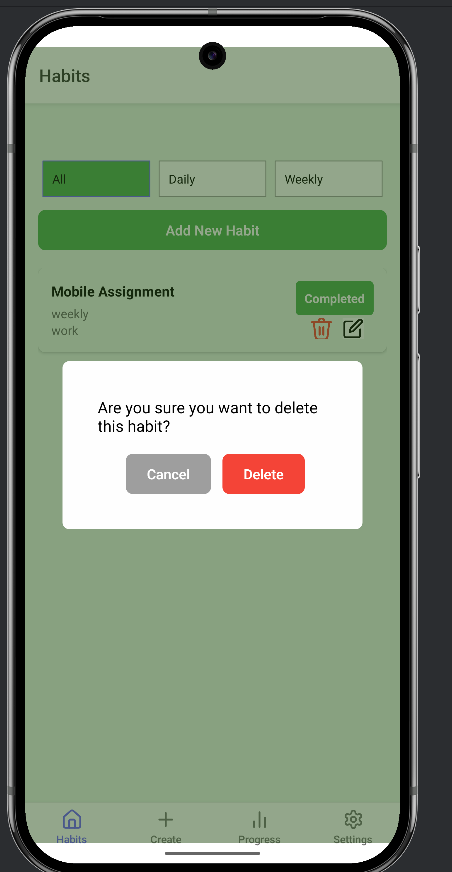 Habits
All
Daily
Weekly
Add New Habit
Mobile Assignment
Completed
weekly
work
Are you sure you want to delete
this habit?
Cancel
Delete
Habits
Create
Progress
Settings